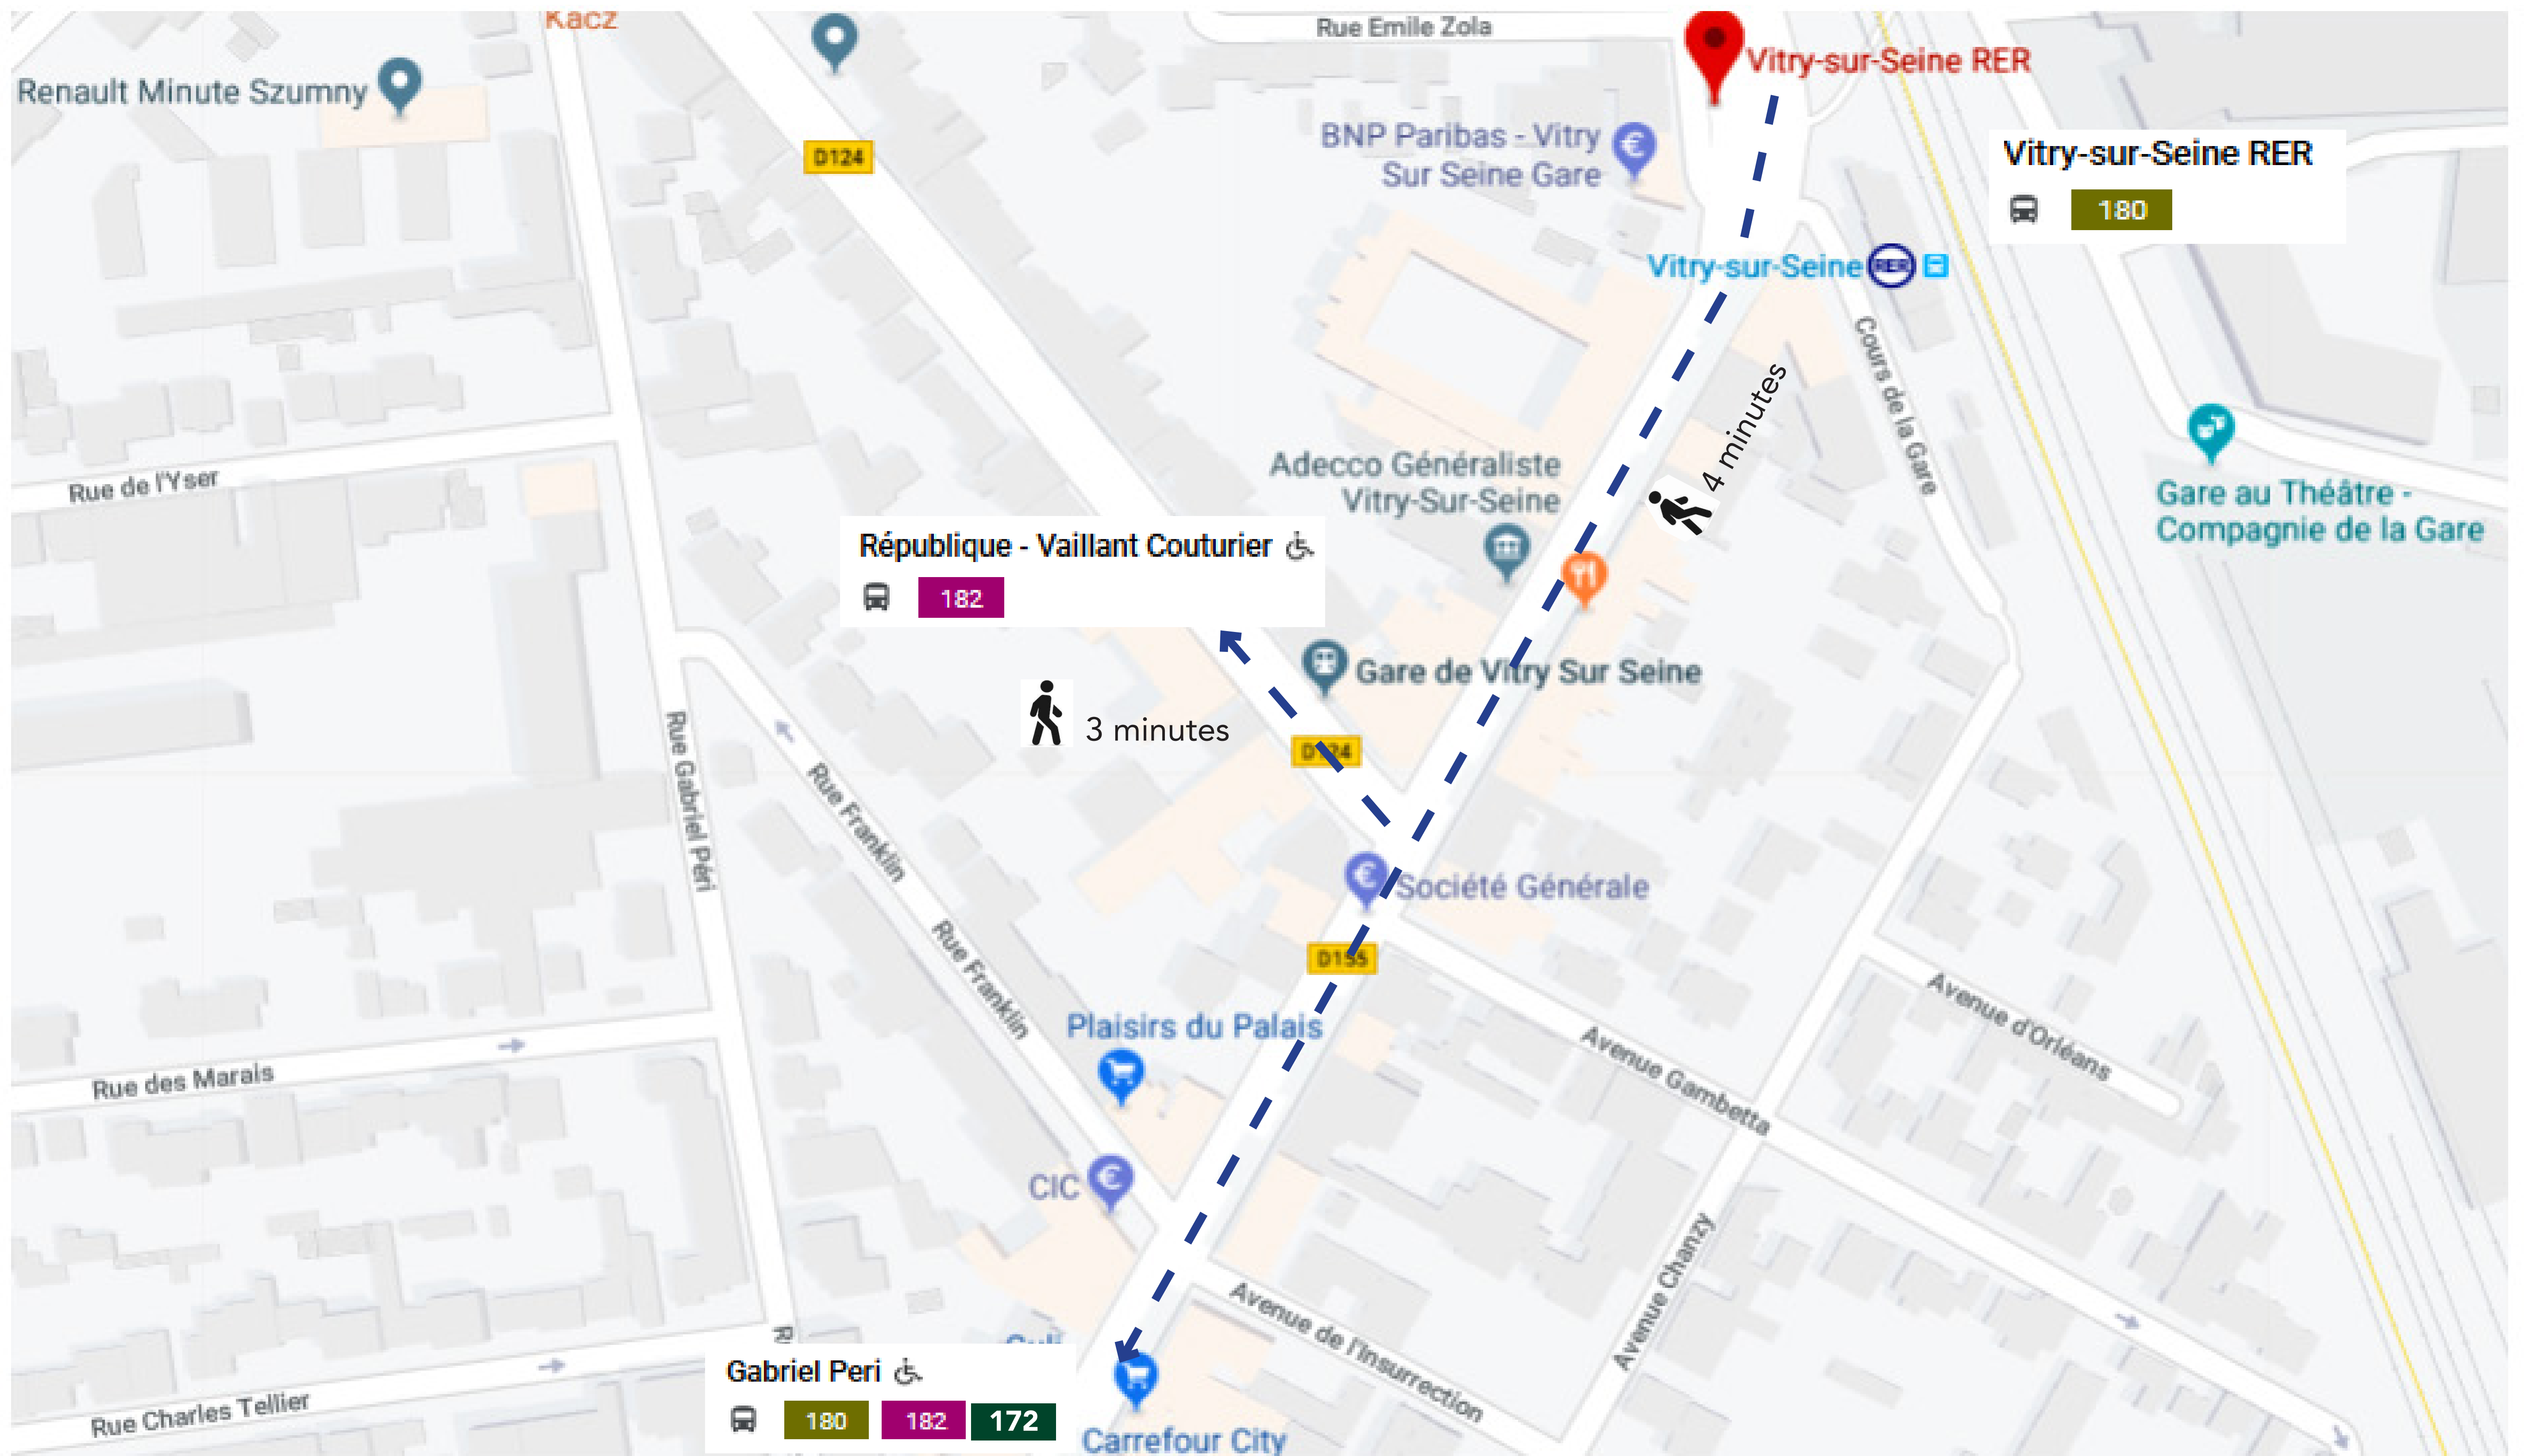 Kacz
Rue Emile Zola
Vitry-sur-Seine RER
Renault Minute Szumny
D124
BNP Paribas - Vitry
Sur Seine Gare
Vitry-sur-Seine RER
180
Vitry-sur-Seine
RER
Cours de la Gare
4 minutes
Adecco Généraliste
Vitry-Sur-Seine
Rue de l'Yser
Gare au Théâtre -
Compagnie de la Gare
République - Vaillant Couturier
182
Gare de Vitry Sur Seine
3 minutes
D124
Rue Gabriel Péri
Rue Franklin
Société Générale
Rue Franklin
D155
Plaisirs du Palais
Avenue d'Orléans
Avenue Gambetta
Rue des Marais
CIC
Avenue Chanzy
Avenue de l'Insurrection
Gabriel Peri
180 182 172
Rue Charles Tellier
Carrefour City